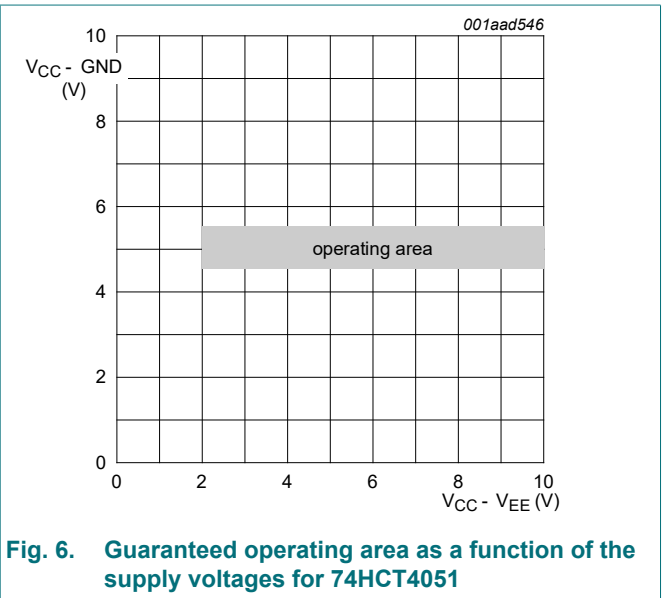 001aad546
10
VCC - GND
(V)
8
6
operating area
4
2
0
0 2 4 6 8 10
VCC - VEE (V)
Fig. 6. Guaranteed operating area as a function of the
supply voltages for 74HCT4051